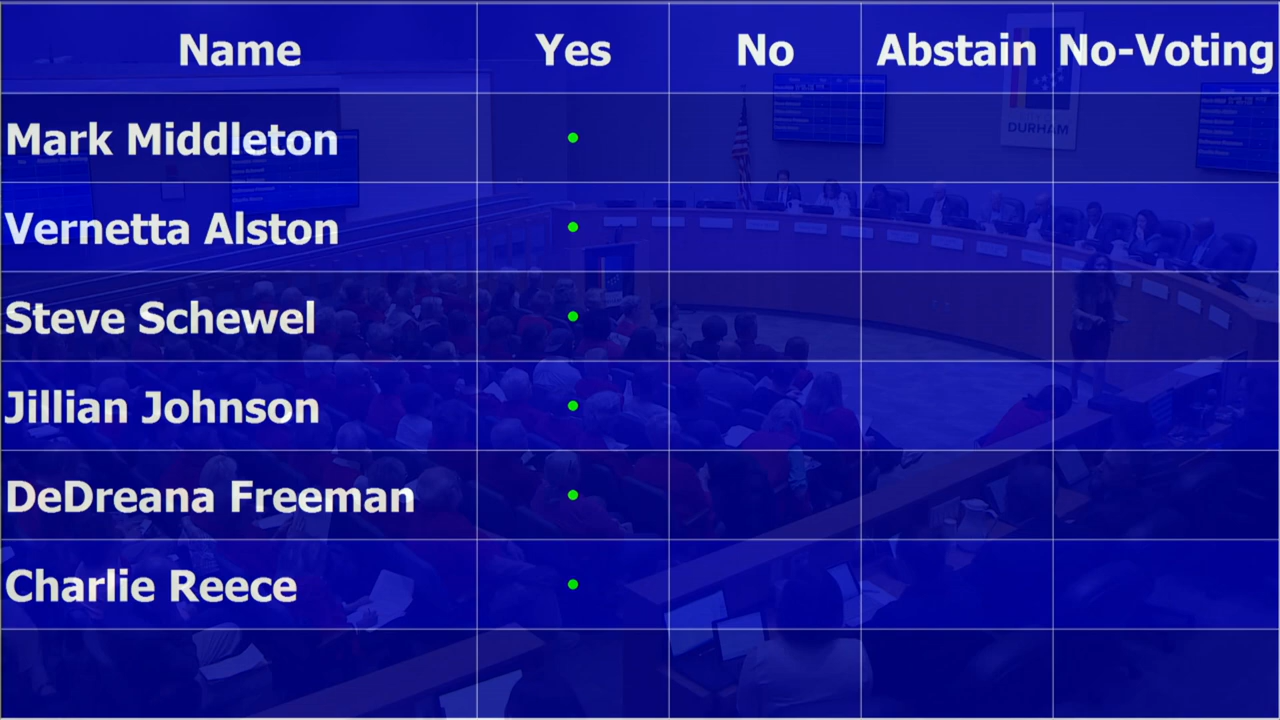 Name Yes No Abstain No-Voting
Mark Middleton
Vernetta Alston
Steve Schewel
Jillian Johnson
DeDreana Freeman
Charlie Reece
DURHAM